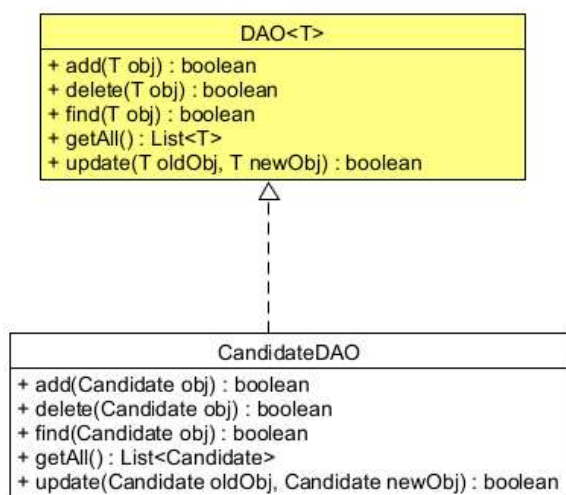 DAO<T>
+ add(T obj) : boolean
+ delete(T obj) : boolean
+ find(T obj) : boolean
+ getAll() : List<T>
+ update(T oldObj, T newObj) : boolean
CandidateDAO
+ add(Candidate obj) : boolean
+ delete(Candidate obj) : boolean
+ find(Candidate obj) : boolean
+ getAll() : List<Candidate>
+ update(Candidate oldObj, Candidate newObj) : boolean